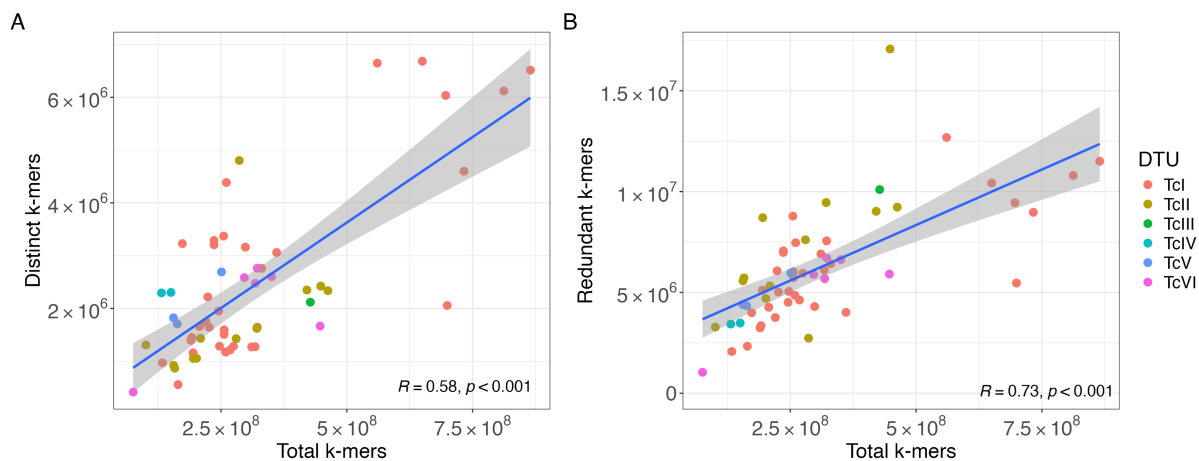 A
Distinct k-mers
6 × 10⁶
4 × 10⁶
2 × 10⁶
R = 0.58, p < 0.001
2.5 × 10⁸ 5 × 10⁸ 7.5 × 10⁸
Total k-mers
B
Redundant k-mers
1.5 × 10⁷
1 × 10⁷
5 × 10⁶
0
R = 0.73, p < 0.001
2.5 × 10⁸ 5 × 10⁸ 7.5 × 10⁸
Total k-mers
DTU
TcI
TcII
TcIII
TcIV
TcV
TcVI